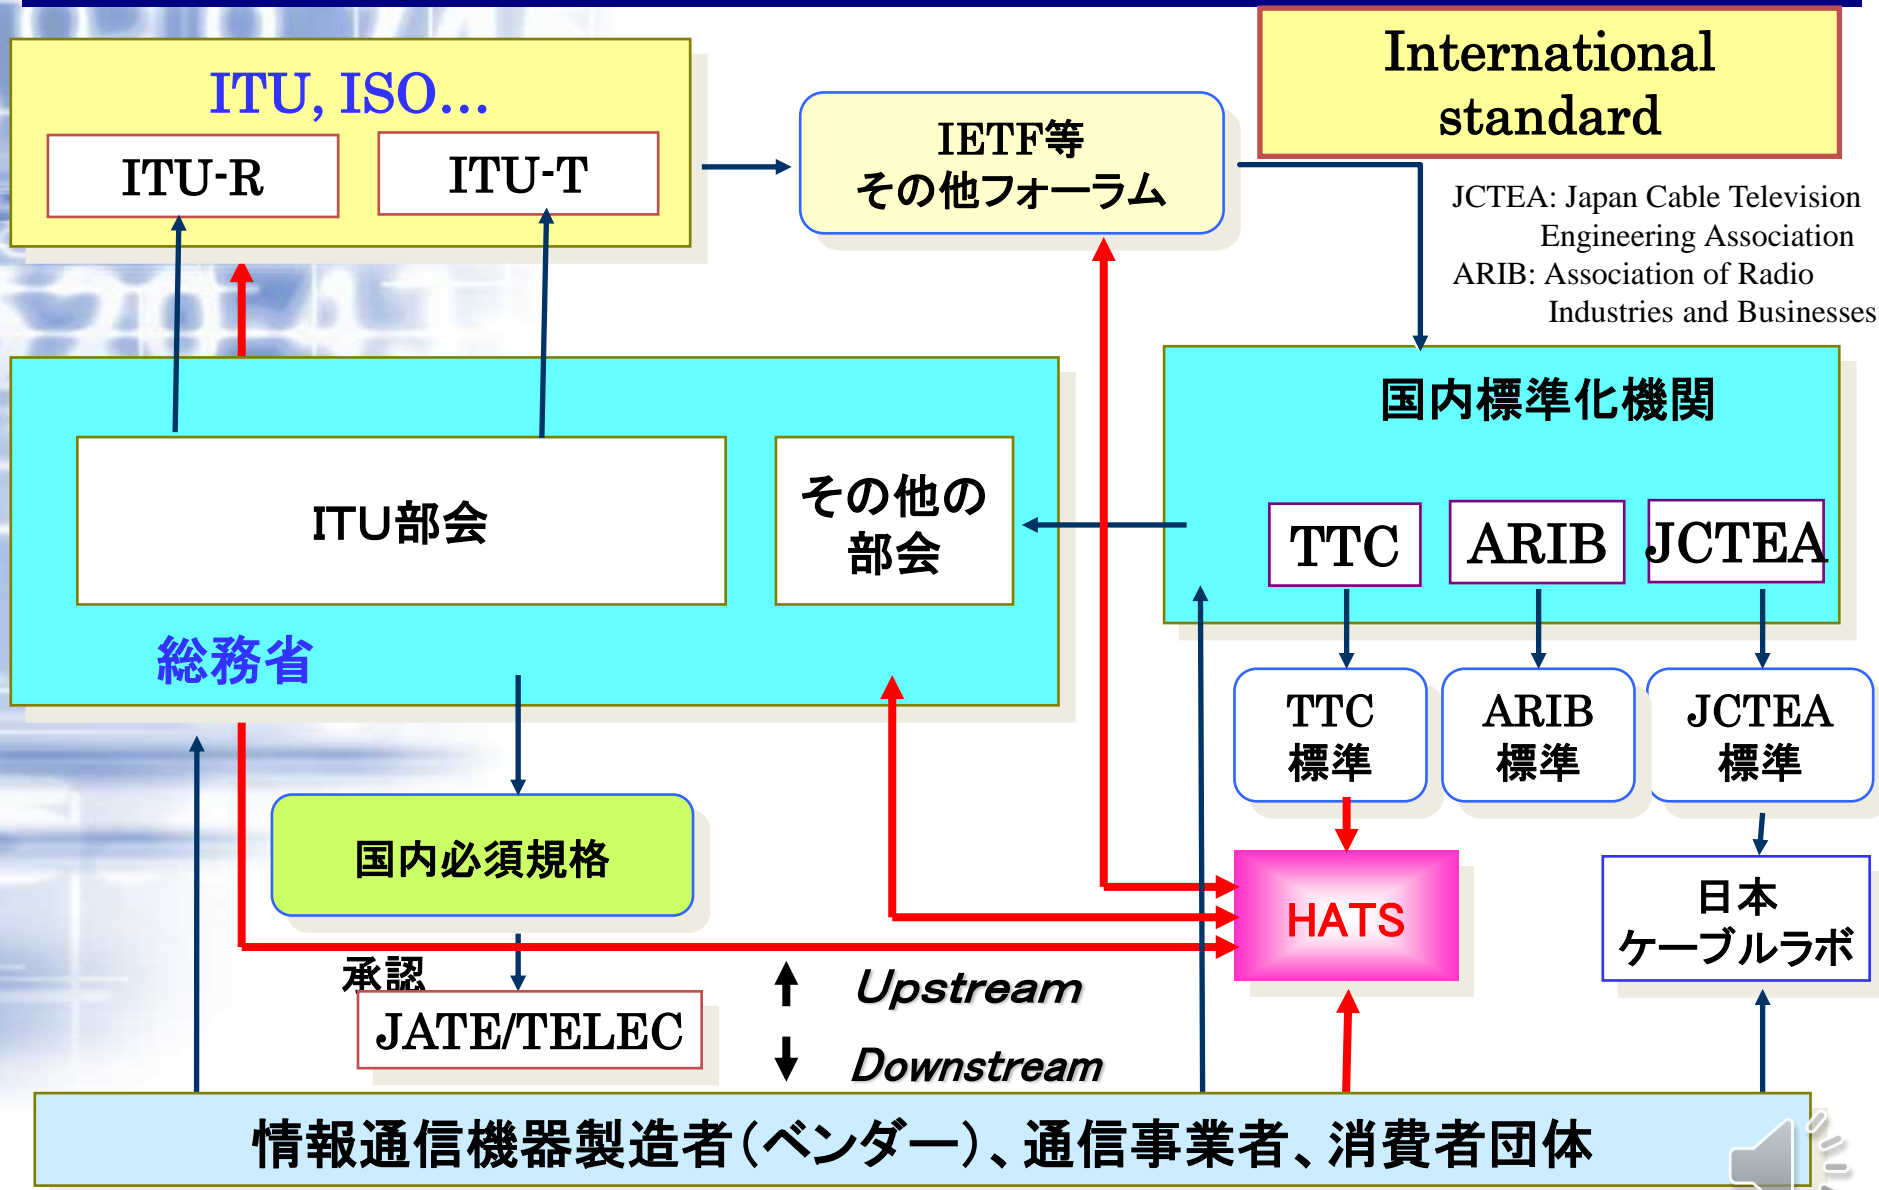 International
standard
ITU, ISO...
ITU-R
ITU-T
IETF等
その他フォーラム
JCTEA: Japan Cable Television
Engineering Association
ARIB: Association of Radio
Industries and Businesses
国内標準化機関
ITU部会
その他の
部会
TTC
ARIB
JCTEA
総務省
TTC
標準
ARIB
標準
JCTEA
標準
国内必須規格
HATS
日本
ケーブルラボ
承認
JATE/TELEC
Upstream
Downstream
情報通信機器製造者(ベンダー)、通信事業者、消費者団体